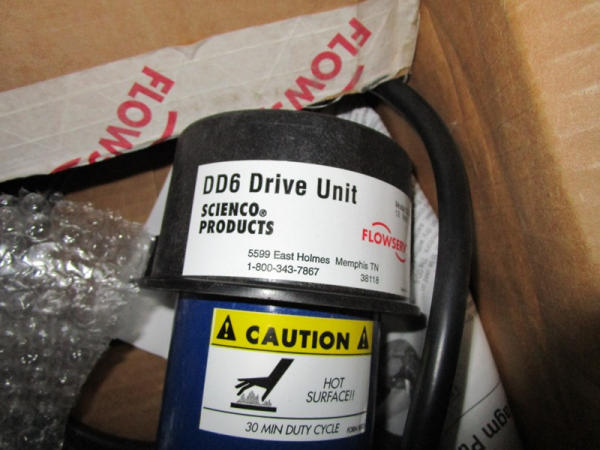 FLOWSERVE
FLOWS
DD6 Drive Unit
SCIENCO®
PRODUCTS
FLOWSERVE
5599 East Holmes Memphis TN
1-800-343-7867 38118
CAUTION
HOT
SURFACE!!
30 MIN DUTY CYCLE